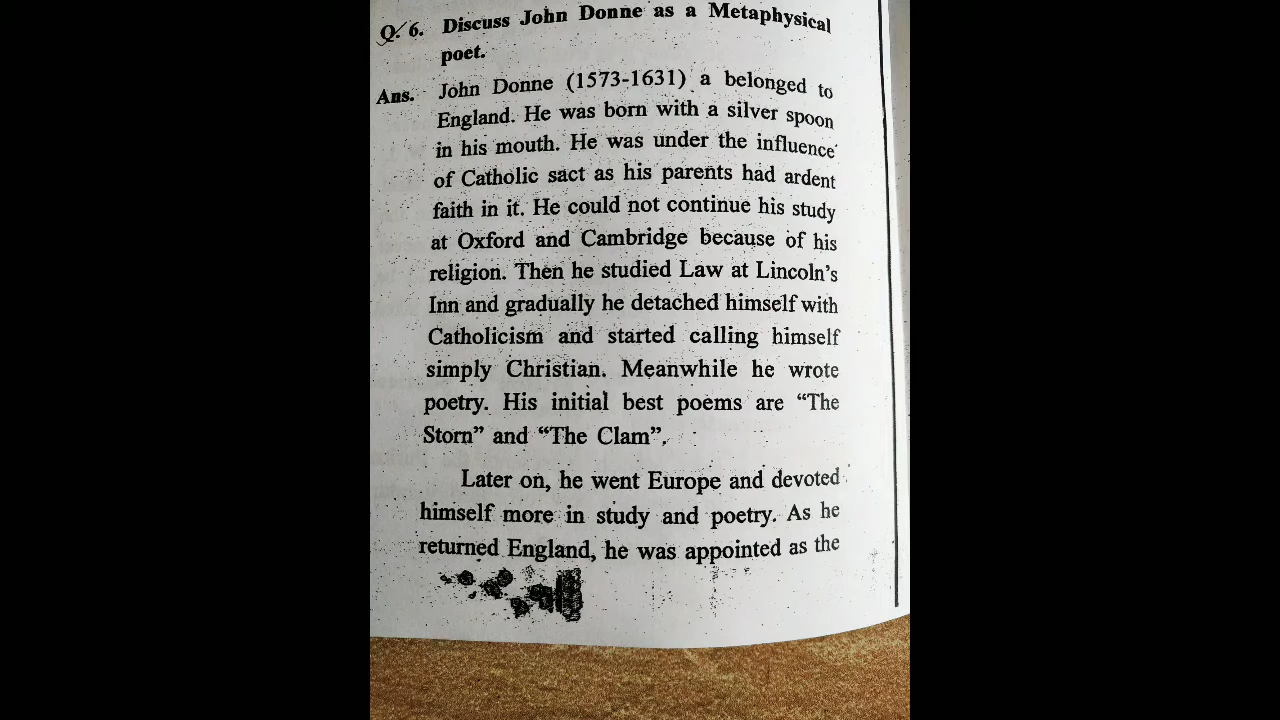 Q. 6. Discuss John Donne as a Metaphysical
poet.
Ans. John Donne (1573-1631) a belonged to
England. He was born with a silver spoon
in his mouth. He was under the influence
of Catholic sact as his parents had ardent
faith in it. He could not continue his study
at Oxford and Cambridge because of his
religion. Then he studied Law at Lincoln's
Inn and gradually he detached himself with
Catholicism and started calling himself
simply Christian. Meanwhile he wrote
poetry. His initial best poems are “The
Storn” and “The Clam”.
Later on, he went Europe and devoted
himself more in study and poetry. As he
returned England, he was appointed as the